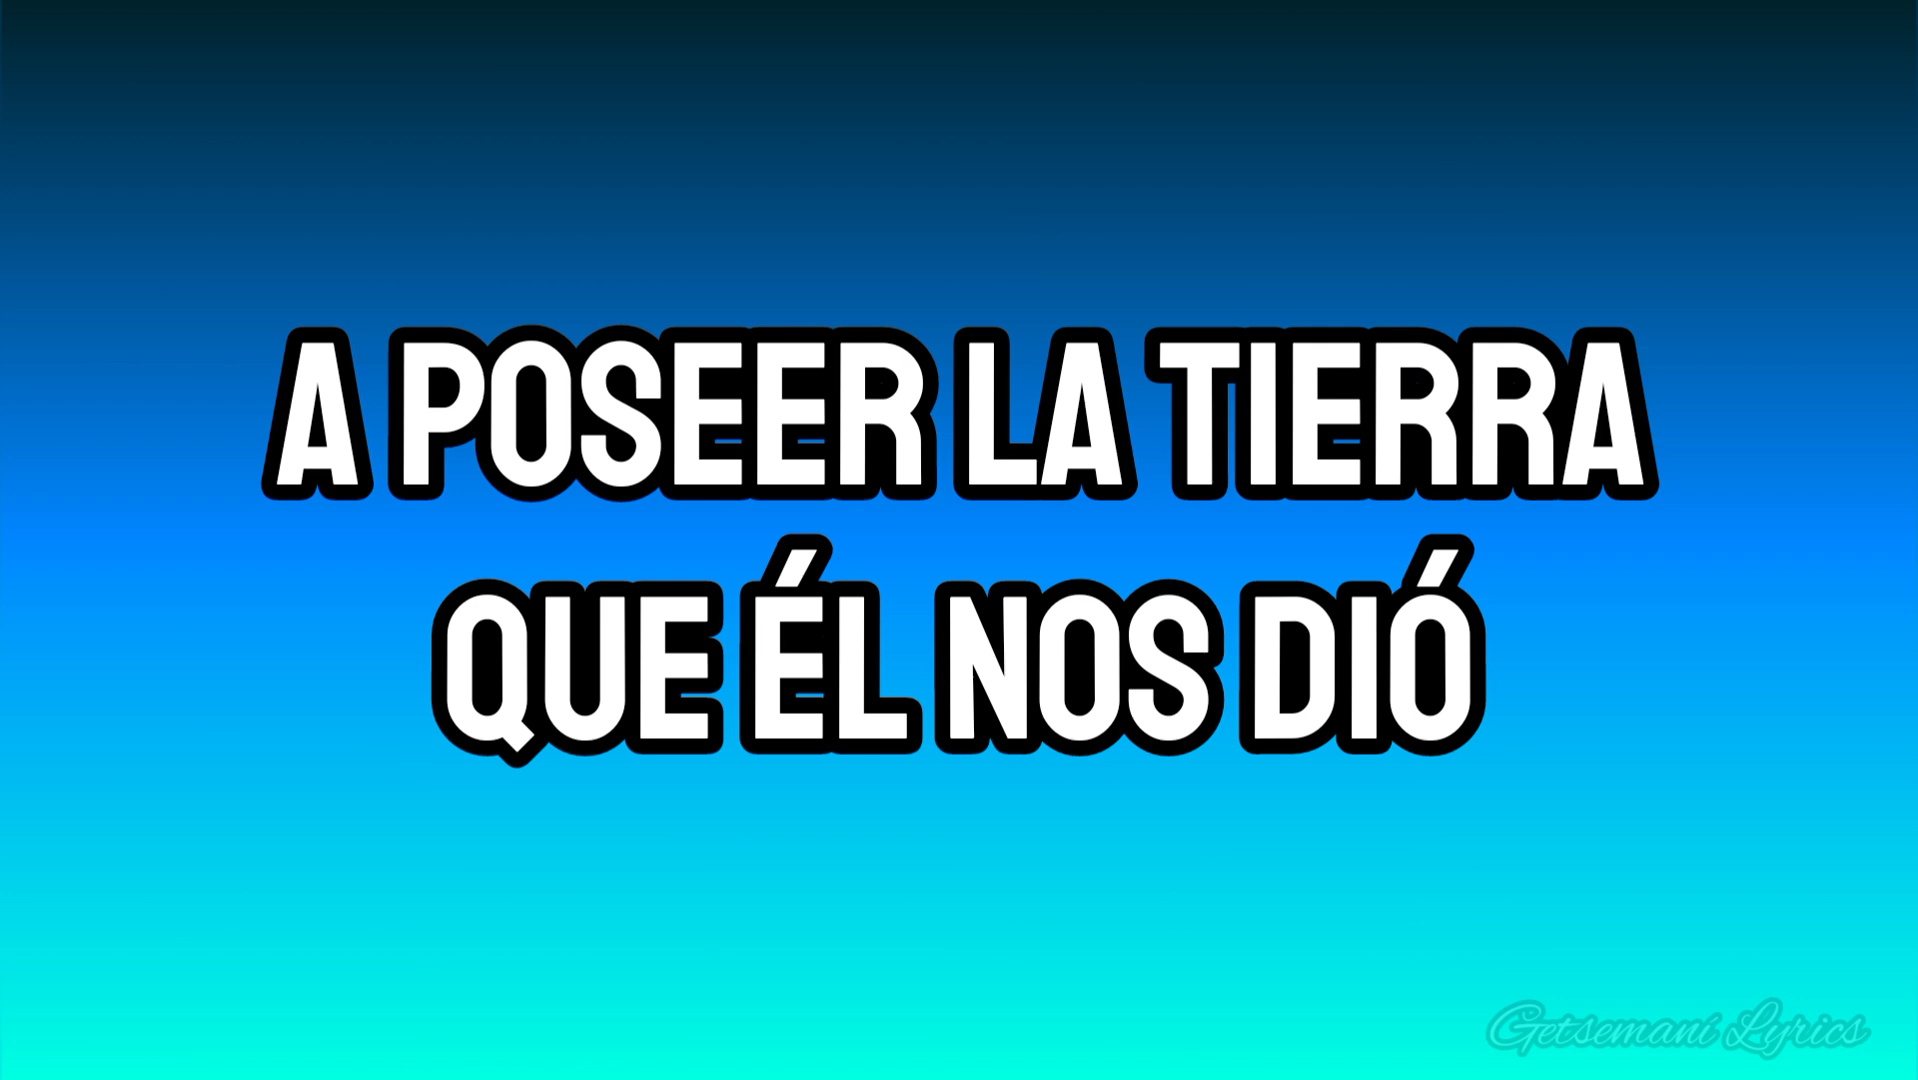 A POSEER LA TIERRA
QUE ÉL NOS DIÓ
Getsemaní Lyrics